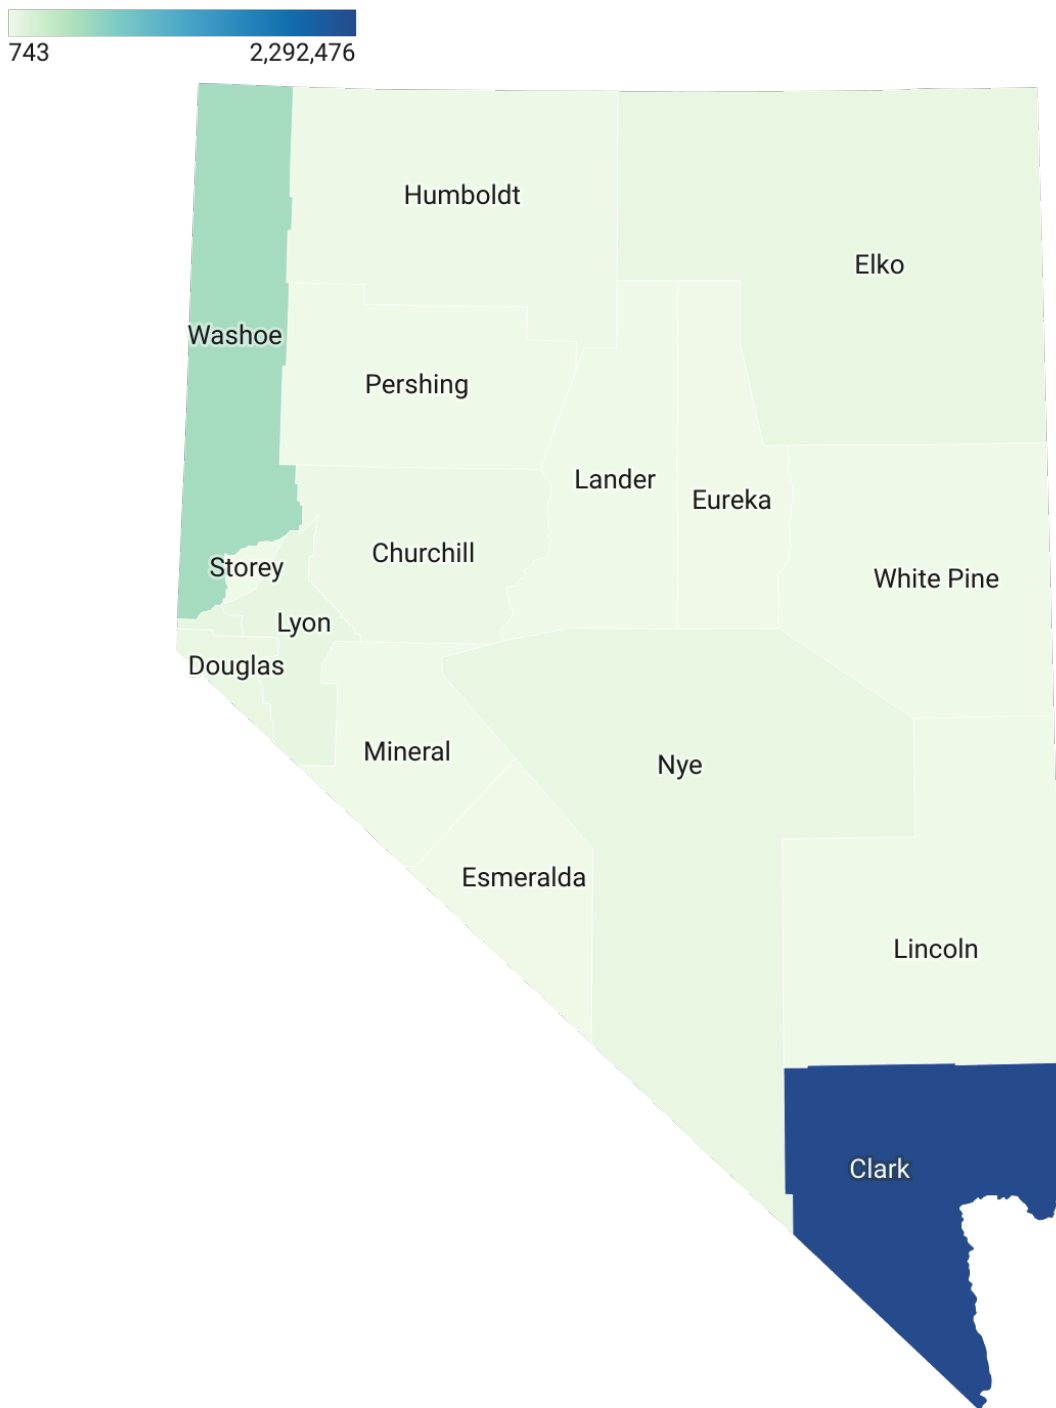 743 2,292,476
Humboldt
Elko
Washoe
Pershing
Lander
Eureka
Churchill
Storey
White Pine
Lyon
Douglas
Mineral
Nye
Esmeralda
Lincoln
Clark